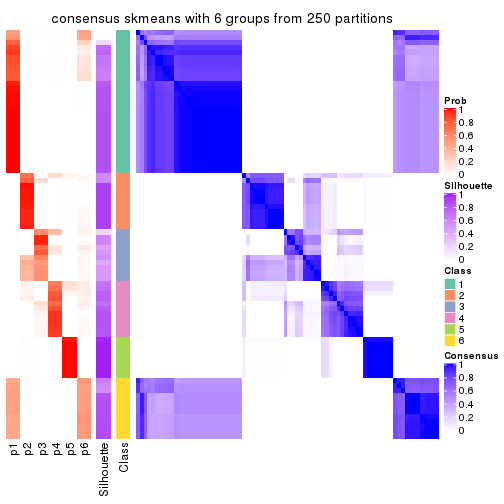 consensus skmeans with 6 groups from 250 partitions
Prob
1
0.8
0.6
0.4
0.2
0
Silhouette
1
0.8
0.6
0.4
0.2
0
Class
1
2
3
4
5
6
Consensus
1
0.8
0.6
0.4
0.2
0
p1
p2
p3
p4
p5
p6
Silhouette
Class